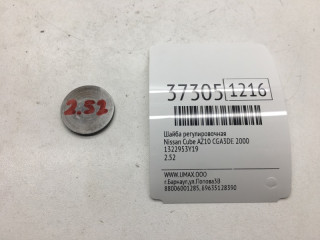 2.52
37305 1216
Шайба регулировочная
Nissan Cube AZ10 CGA3DE 2000
1322953Y19
2.52
WWW.UMAX.OOO
г.Барнаул,ул.Попова59
88006001285, 89635128390